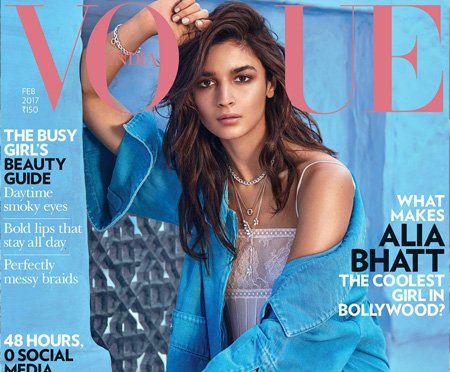 VOGUE
INDIA
FEB
2017
₹150
THE BUSY
GIRL'S
BEAUTY
GUIDE
Daytime
smoky eyes
Bold lips that
stay all day
Perfectly
messy braids
48 HOURS,
0 SOCIAL
MEDIA
WHAT
MAKES
ALIA
BHATT
THE COOLEST
GIRL IN
BOLLYWOOD?